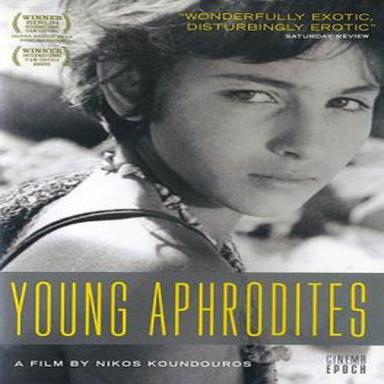 "WONDERFULLY EXOTIC,
DISTURBINGLY EROTIC"
SATURDAY REVIEW
WINNER
WINNER
YOUNG APHRODITES
A FILM BY NIKOS KOUNDOUROS
CINEMA
EPOCH